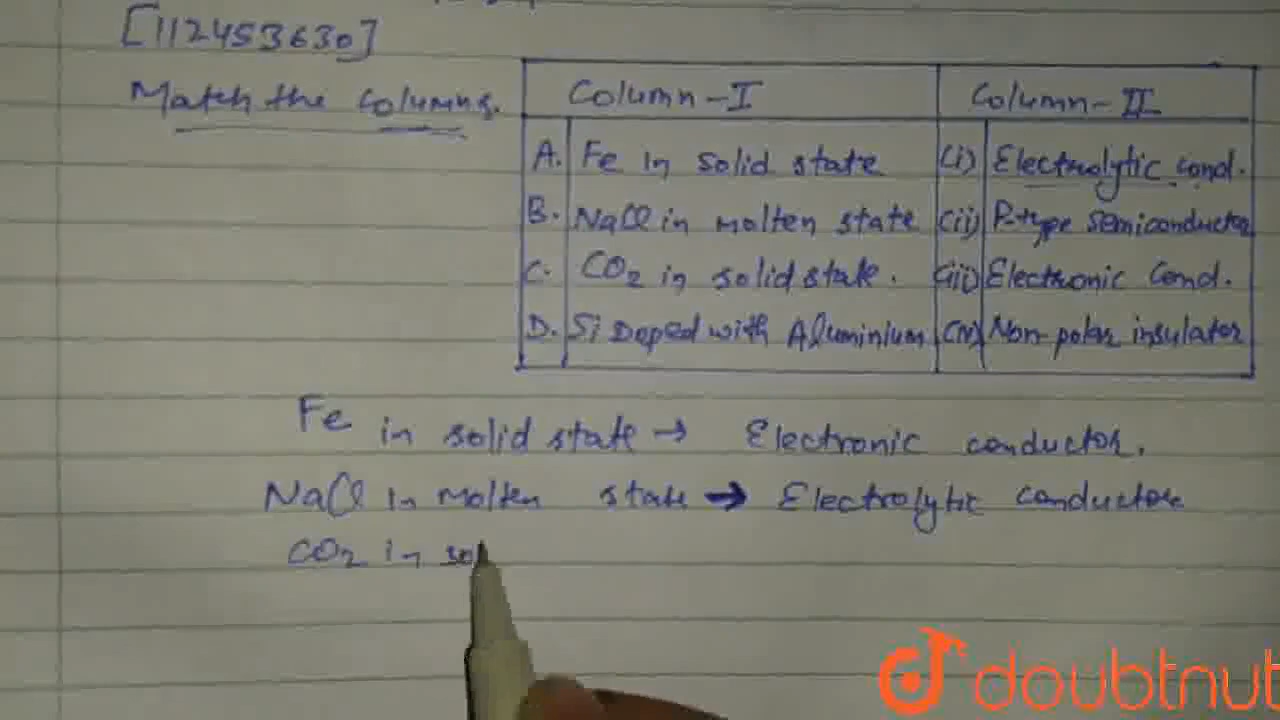 [112453630]
Match the columns.
Column-I
Column-II
A. Fe in solid state (i) Electrolytic cond.
B. NaCl in molten state (ii) P-type semiconductor
C. CO2 in solid state. (iii) Electronic Cond.
D. Si Doped with Aluminium (iv) Non-polar insulator
Fe in solid state → Electronic conductor.
NaCl in Molten state → Electrolytic conductor
CO2 in sol
doubtnut